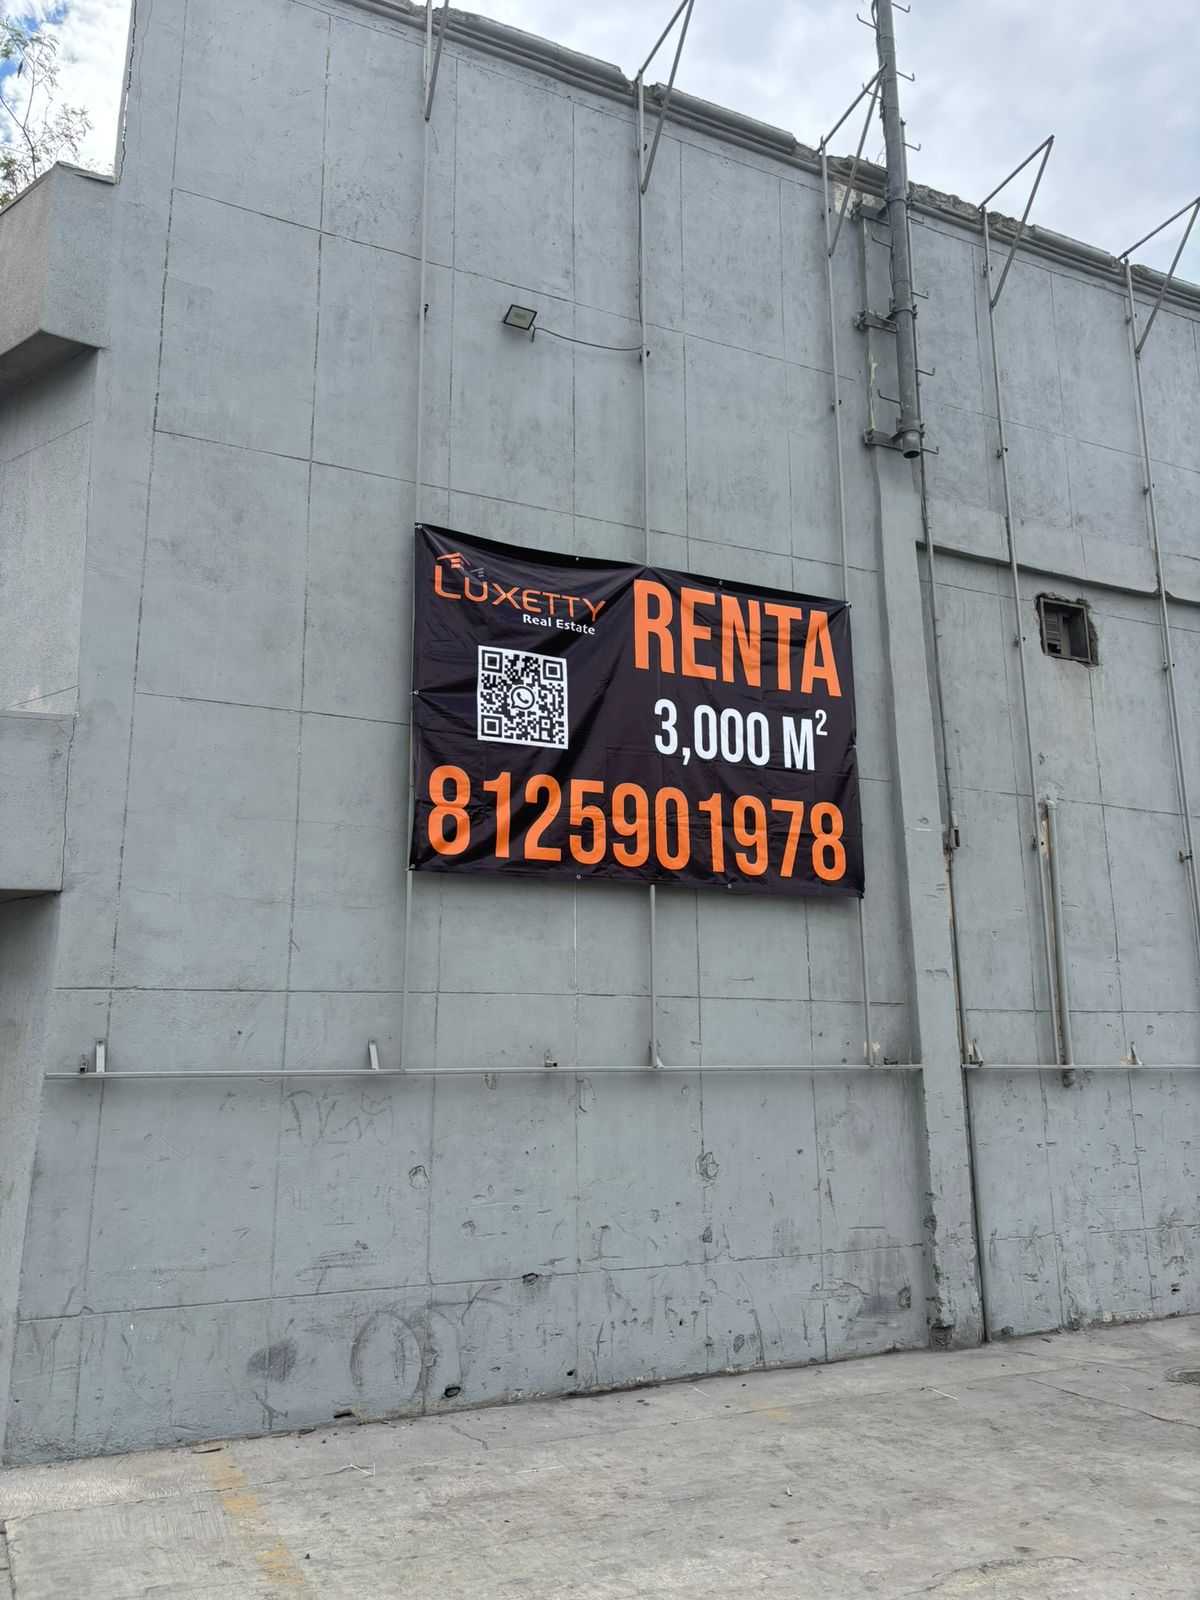 LUXETTY
Real Estate
RENTA
3,000 M²
8125901978